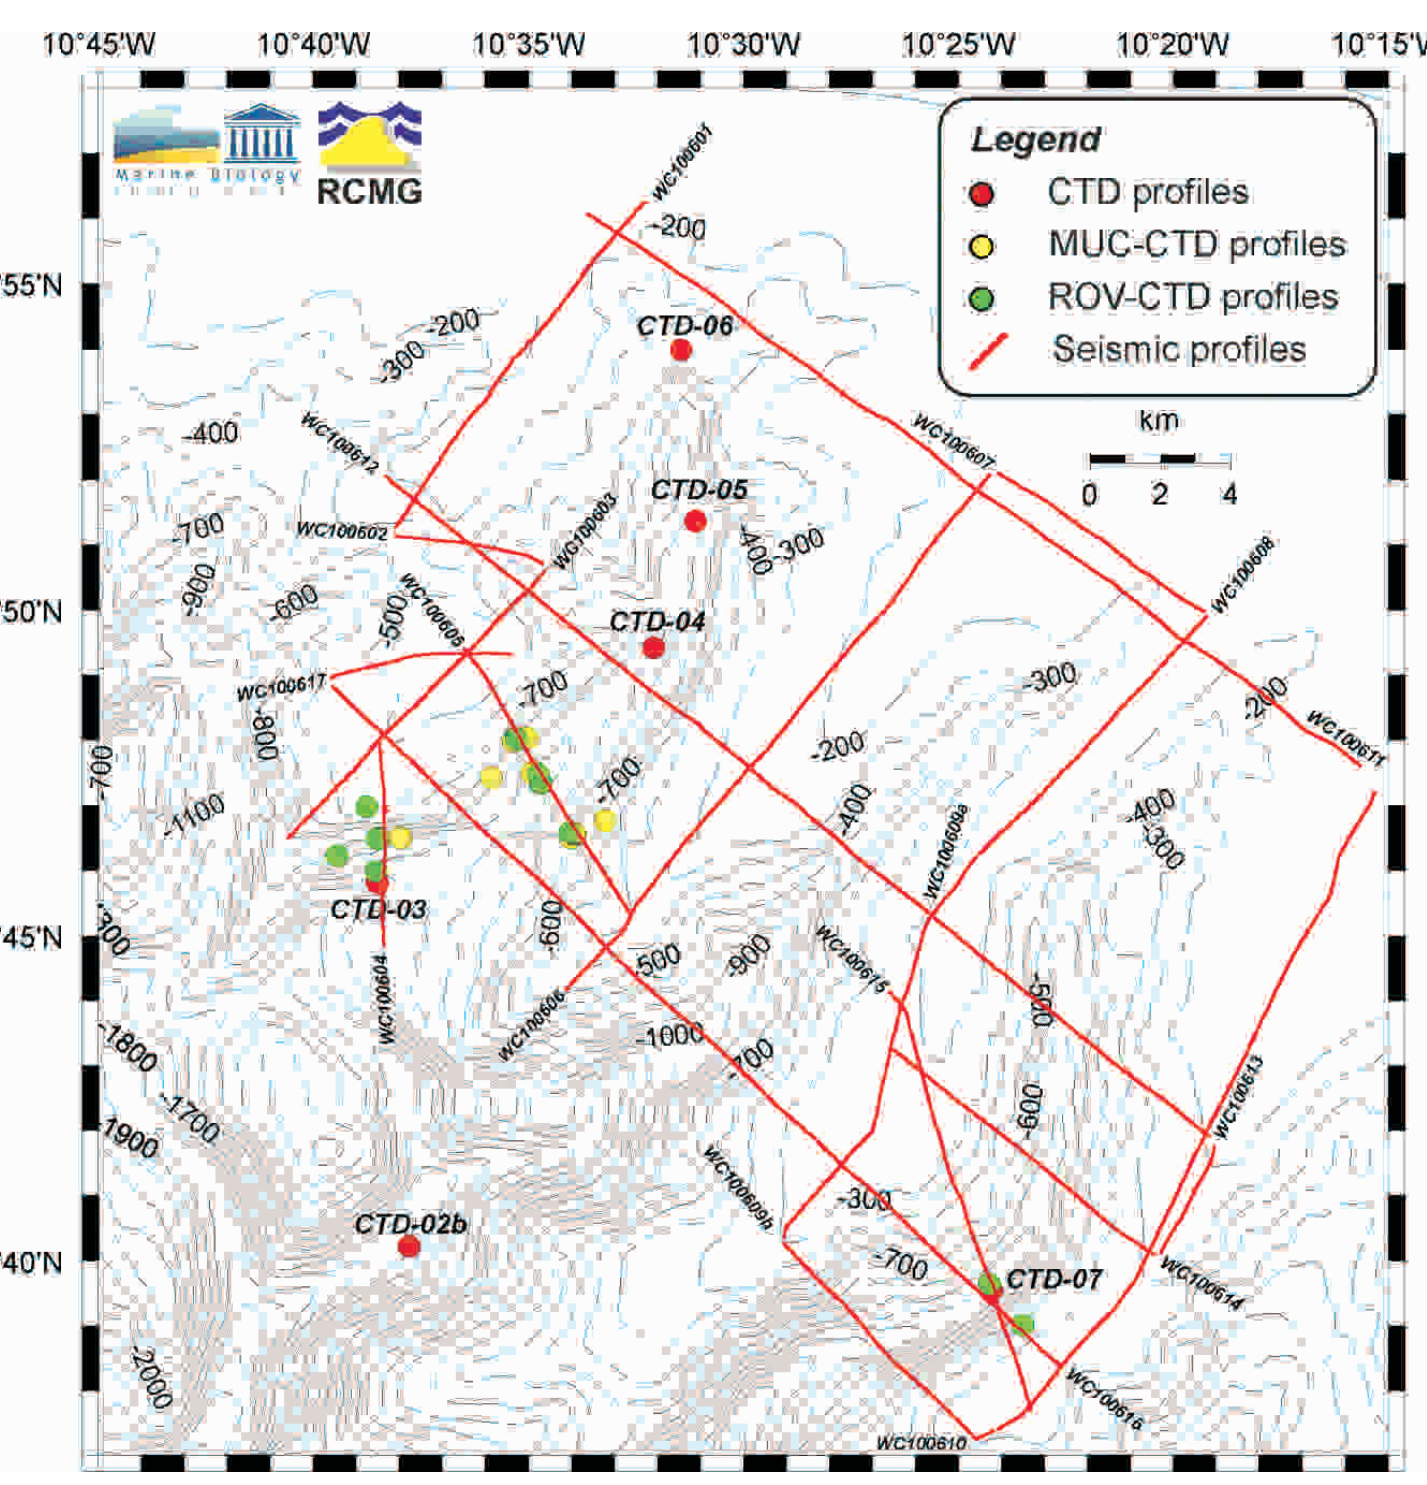 10°45'W 10°40'W 10°35'W 10°30'W 10°25'W 10°20'W 10°15'W
Marine Biology
RCMG
Legend
CTD profiles
MUC-CTD profiles
ROV-CTD profiles
Seismic profiles
km
0 2 4
WC100601
-200
°55'N
CTD-06
-200
-300
-400
WC100612
WC100607
CTD-05
WC100603
-700
WC100602
-400
-300
WC100608
-900
-600
-500
WC100605
°50'N
CTD-04
WC100617
-700
-300
-200
-800
WC100611
-200
-700
-700
-1100
-400
-400
-300
WC100609a
CTD-03
-600
°45'N
-500
-900
WC100615
WC100604
WC100606
-500
-1000
-700
-1800
-1700
-1900
WC100613
WC100609b
-300
CTD-02b
°40'N
-700
CTD-07
WC100614
-2000
WC100616
WC100610